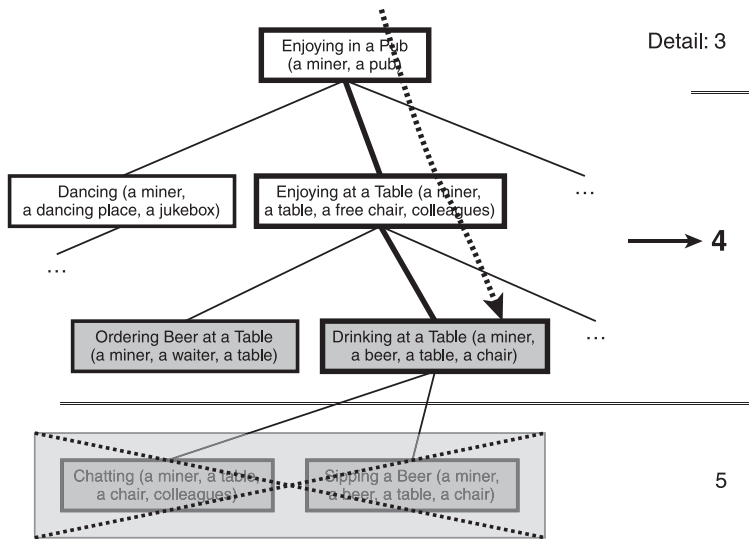 Enjoying in a Pub
(a miner, a pub)
Detail: 3
Dancing (a miner,
a dancing place, a jukebox)
Enjoying at a Table (a miner,
a table, a free chair, colleagues)
...
...
4
Ordering Beer at a Table
(a miner, a waiter, a table)
Drinking at a Table (a miner,
a beer, a table, a chair)
...
Chatting (a miner, a table,
a chair, colleagues)
Sipping a Beer (a miner,
a beer, a table, a chair)
5